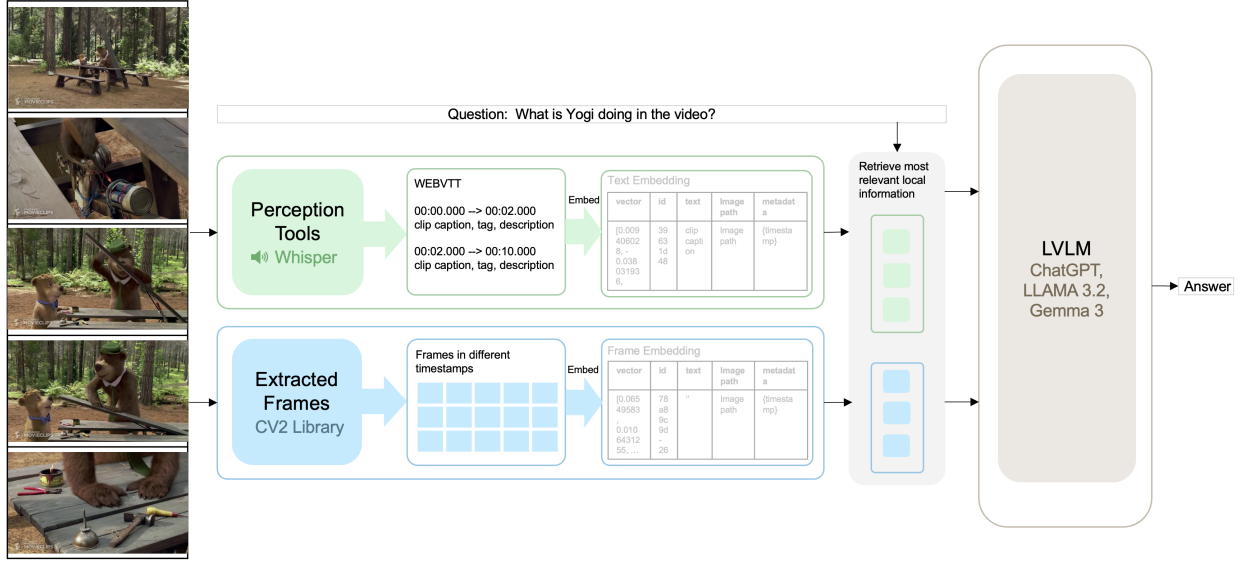 Question: What is Yogi doing in the video?
Perception
Tools
Whisper
WEBVTT
00:00.000 --> 00:02.000
clip caption, tag, description
00:02.000 --> 00:10.000
clip caption, tag, description
Embed
Text Embedding
vector id text Image path metadat a
[0.009 40602 8, - 0.038 03193 6, 39 63 1d 48 clip capti on Image path {timesta mp}
Extracted
Frames
CV2 Library
Frames in different
timestamps
Embed
Frame Embedding
vector id text Image path metadat a
[0.065 49583 , 0.010 64312 55, ... 78 a8 9c 9d - 26 " Image path {timesta mp}
Retrieve most
relevant local
information
LVLM
ChatGPT,
LLAMA 3.2,
Gemma 3
Answer
MOVIECLIPS
MOVIECLIPS
MOVIECLIPS
MOVIECLIPS
MOVIECLIPS